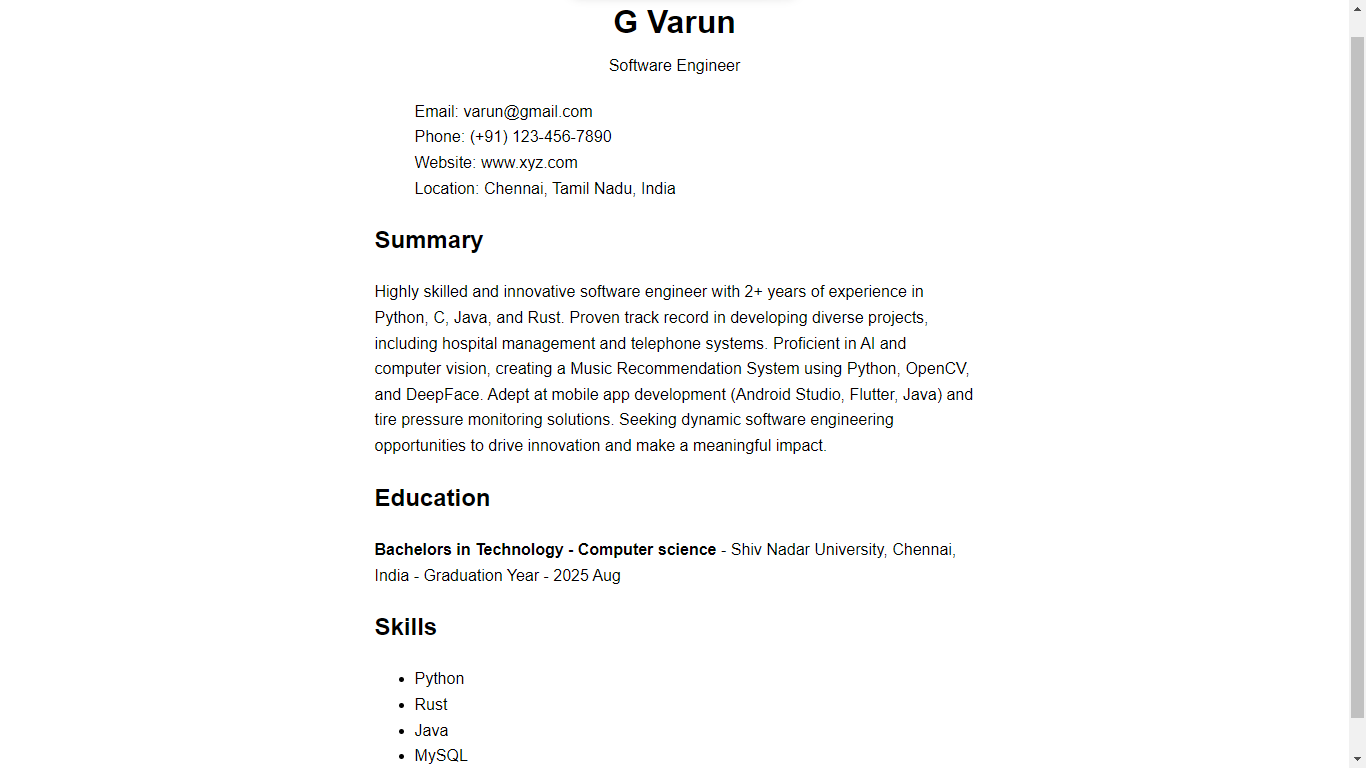 G Varun
Software Engineer
Email: varun@gmail.com
Phone: (+91) 123-456-7890
Website: www.xyz.com
Location: Chennai, Tamil Nadu, India
Summary
Highly skilled and innovative software engineer with 2+ years of experience in
Python, C, Java, and Rust. Proven track record in developing diverse projects,
including hospital management and telephone systems. Proficient in AI and
computer vision, creating a Music Recommendation System using Python, OpenCV,
and DeepFace. Adept at mobile app development (Android Studio, Flutter, Java) and
tire pressure monitoring solutions. Seeking dynamic software engineering
opportunities to drive innovation and make a meaningful impact.
Education
Bachelors in Technology - Computer science - Shiv Nadar University, Chennai,
India - Graduation Year - 2025 Aug
Skills
• Python
• Rust
• Java
• MySQL